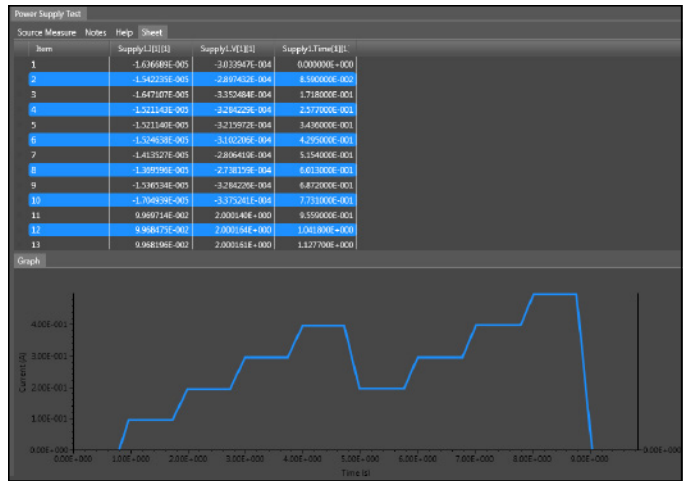 Power Supply Test
Source Measure Notes Help Sheet
Item Supply1.I[1][1] Supply1.V[1][1] Supply1.Time[1][1.
1 -1.636689E-005 -3.033947E-004 0.000000E+000
2 -1.542235E-005 -2.897432E-004 8.590000E-002
3 -1.647107E-005 -3.352484E-004 1.718000E-001
4 -1.521143E-005 -3.284229E-004 2.577000E-001
5 -1.521140E-005 -3.215972E-004 3.436000E-001
6 -1.524638E-005 -3.102206E-004 4.295000E-001
7 -1.413527E-005 -2.806419E-004 5.154000E-001
8 -1.369596E-005 -2.738159E-004 6.013000E-001
9 -1.536534E-005 -3.284226E-004 6.872000E-001
10 -1.704939E-005 -3.375241E-004 7.731000E-001
11 9.969714E-002 2.000140E+000 9.559000E-001
12 9.968475E-002 2.000164E+000 1.041800E+000
13 9.968196E-002 2.000161E+000 1.127700E+000
Graph
4.00E-001
3.00E-001
2.00E-001
1.00E-001
0.00E+000
Current (A)
0.00E+000 1.00E+000 2.00E+000 3.00E+000 4.00E+000 5.00E+000 6.00E+000 7.00E+000 8.00E+000 9.00E+000
0.00E+000
Time (s)